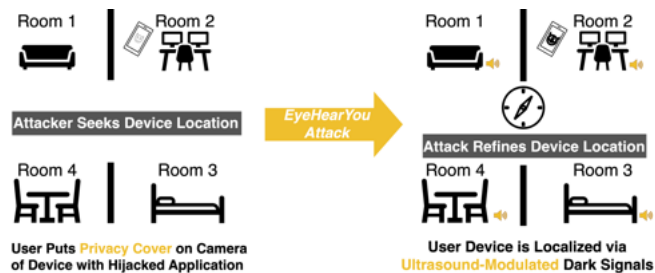 Room 1
Room 2
Attacker Seeks Device Location
Room 4
Room 3
User Puts Privacy Cover on Camera
of Device with Hijacked Application
EyeHearYou
Attack
Room 1
Room 2
Attack Refines Device Location
Room 4
Room 3
User Device is Localized via
Ultrasound-Modulated Dark Signals